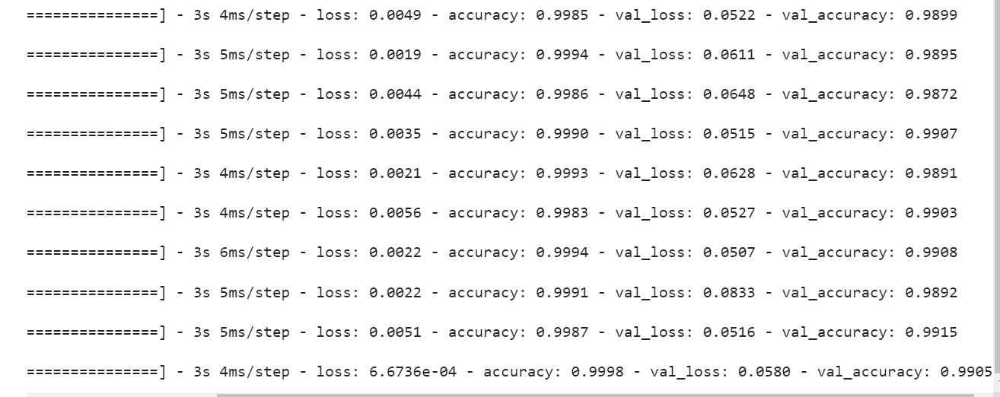 ===============] - 3s 4ms/step - loss: 0.0049 - accuracy: 0.9985 - val_loss: 0.0522 - val_accuracy: 0.9899
===============] - 3s 5ms/step - loss: 0.0019 - accuracy: 0.9994 - val_loss: 0.0611 - val_accuracy: 0.9895
===============] - 3s 5ms/step - loss: 0.0044 - accuracy: 0.9986 - val_loss: 0.0648 - val_accuracy: 0.9872
===============] - 3s 5ms/step - loss: 0.0035 - accuracy: 0.9990 - val_loss: 0.0515 - val_accuracy: 0.9907
===============] - 3s 4ms/step - loss: 0.0021 - accuracy: 0.9993 - val_loss: 0.0628 - val_accuracy: 0.9891
===============] - 3s 4ms/step - loss: 0.0056 - accuracy: 0.9983 - val_loss: 0.0527 - val_accuracy: 0.9903
===============] - 3s 6ms/step - loss: 0.0022 - accuracy: 0.9994 - val_loss: 0.0507 - val_accuracy: 0.9908
===============] - 3s 5ms/step - loss: 0.0022 - accuracy: 0.9991 - val_loss: 0.0833 - val_accuracy: 0.9892
===============] - 3s 5ms/step - loss: 0.0051 - accuracy: 0.9987 - val_loss: 0.0516 - val_accuracy: 0.9915
===============] - 3s 4ms/step - loss: 6.6736e-04 - accuracy: 0.9998 - val_loss: 0.0580 - val_accuracy: 0.9905